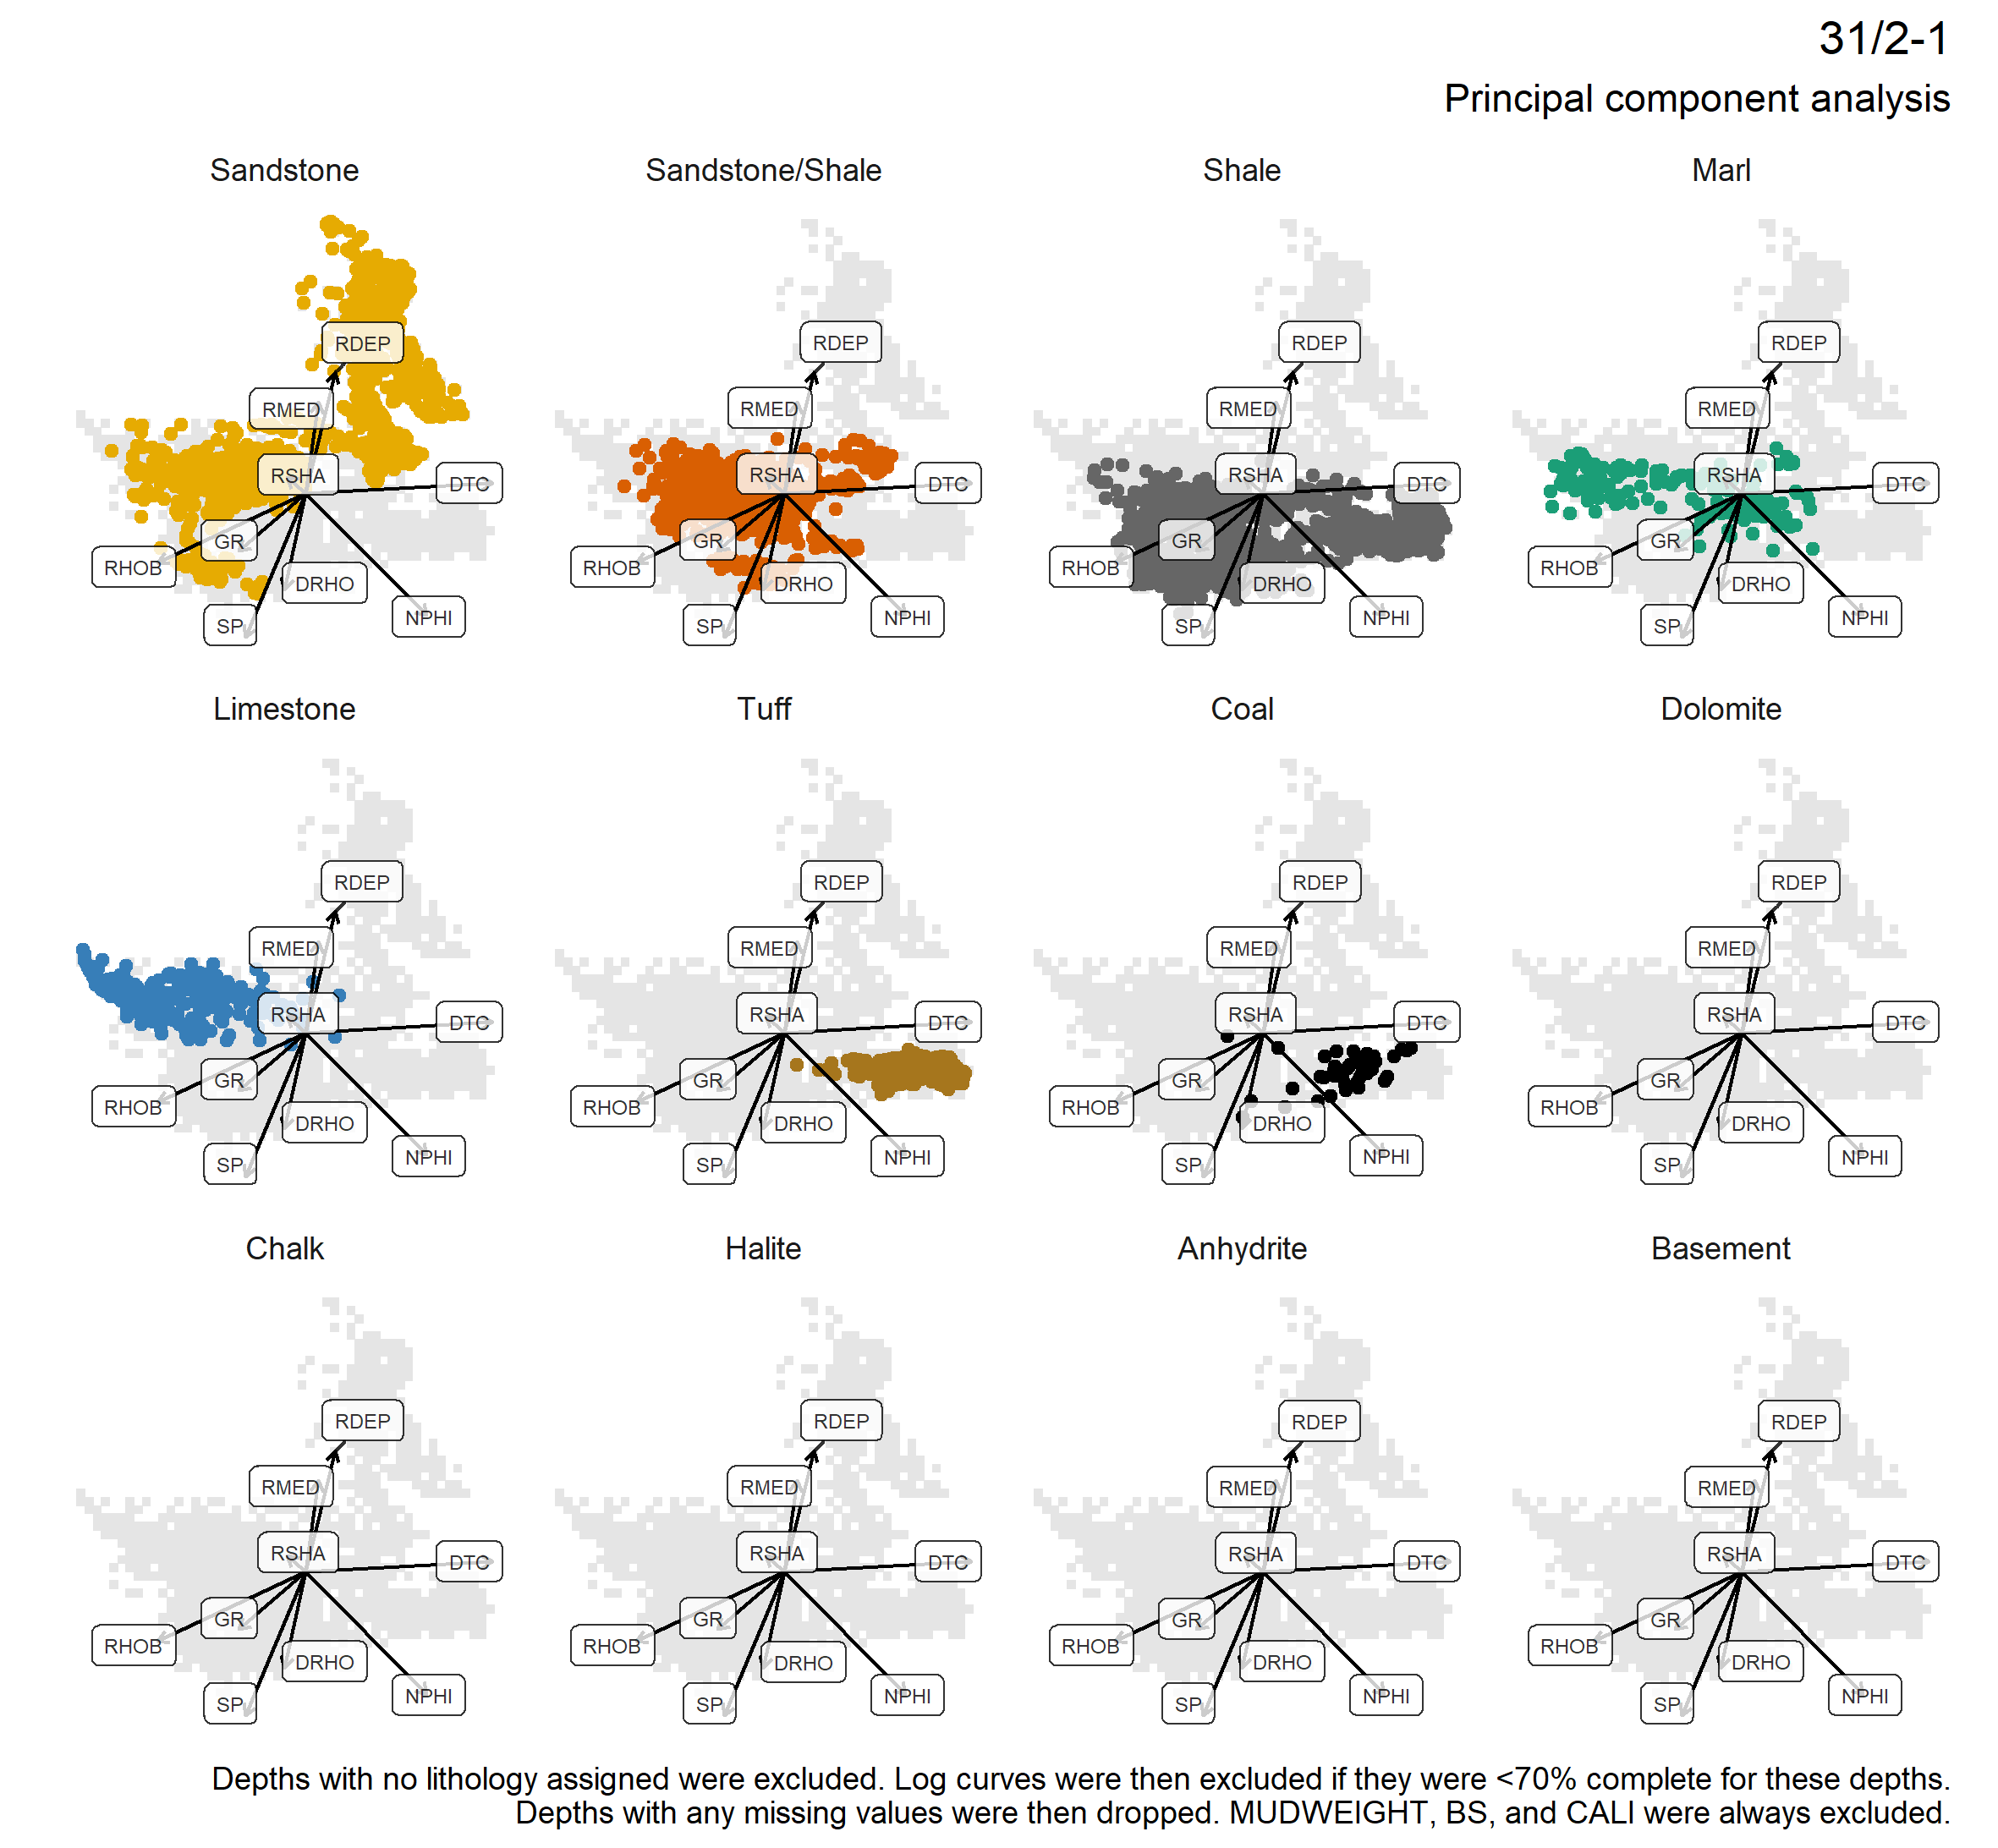 31/2-1
Principal component analysis
Sandstone
Sandstone/Shale
Shale
Marl
RDEP
RMED
RSHA
DTC
GR
RHOB
DRHO
SP
NPHI
RDEP
RMED
RSHA
DTC
GR
RHOB
DRHO
SP
NPHI
RDEP
RMED
RSHA
DTC
GR
RHOB
DRHO
SP
NPHI
RDEP
RMED
RSHA
DTC
GR
RHOB
DRHO
SP
NPHI
Limestone
Tuff
Coal
Dolomite
RDEP
RMED
RSHA
DTC
GR
RHOB
DRHO
SP
NPHI
RDEP
RMED
RSHA
DTC
GR
RHOB
DRHO
SP
NPHI
RDEP
RMED
RSHA
DTC
GR
RHOB
DRHO
SP
NPHI
RDEP
RMED
RSHA
DTC
GR
RHOB
DRHO
SP
NPHI
Chalk
Halite
Anhydrite
Basement
RDEP
RMED
RSHA
DTC
GR
RHOB
DRHO
SP
NPHI
RDEP
RMED
RSHA
DTC
GR
RHOB
DRHO
SP
NPHI
RDEP
RMED
RSHA
DTC
GR
RHOB
DRHO
SP
NPHI
RDEP
RMED
RSHA
DTC
GR
RHOB
DRHO
SP
NPHI
Depths with no lithology assigned were excluded. Log curves were then excluded if they were <70% complete for these depths.
Depths with any missing values were then dropped. MUDWEIGHT, BS, and CALI were always excluded.